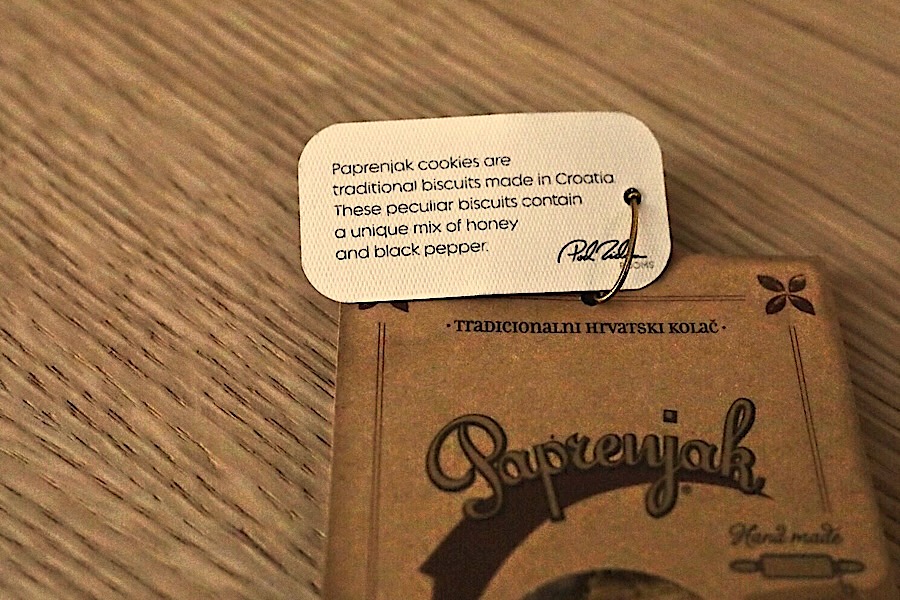 Paprenjak cookies are
traditional biscuits made in Croatia
These peculiar biscuits contain
a unique mix of honey
and black pepper.
· TRADICIONALNI HRVATSKI KOLAČ ·
Paprenjak
Hand made